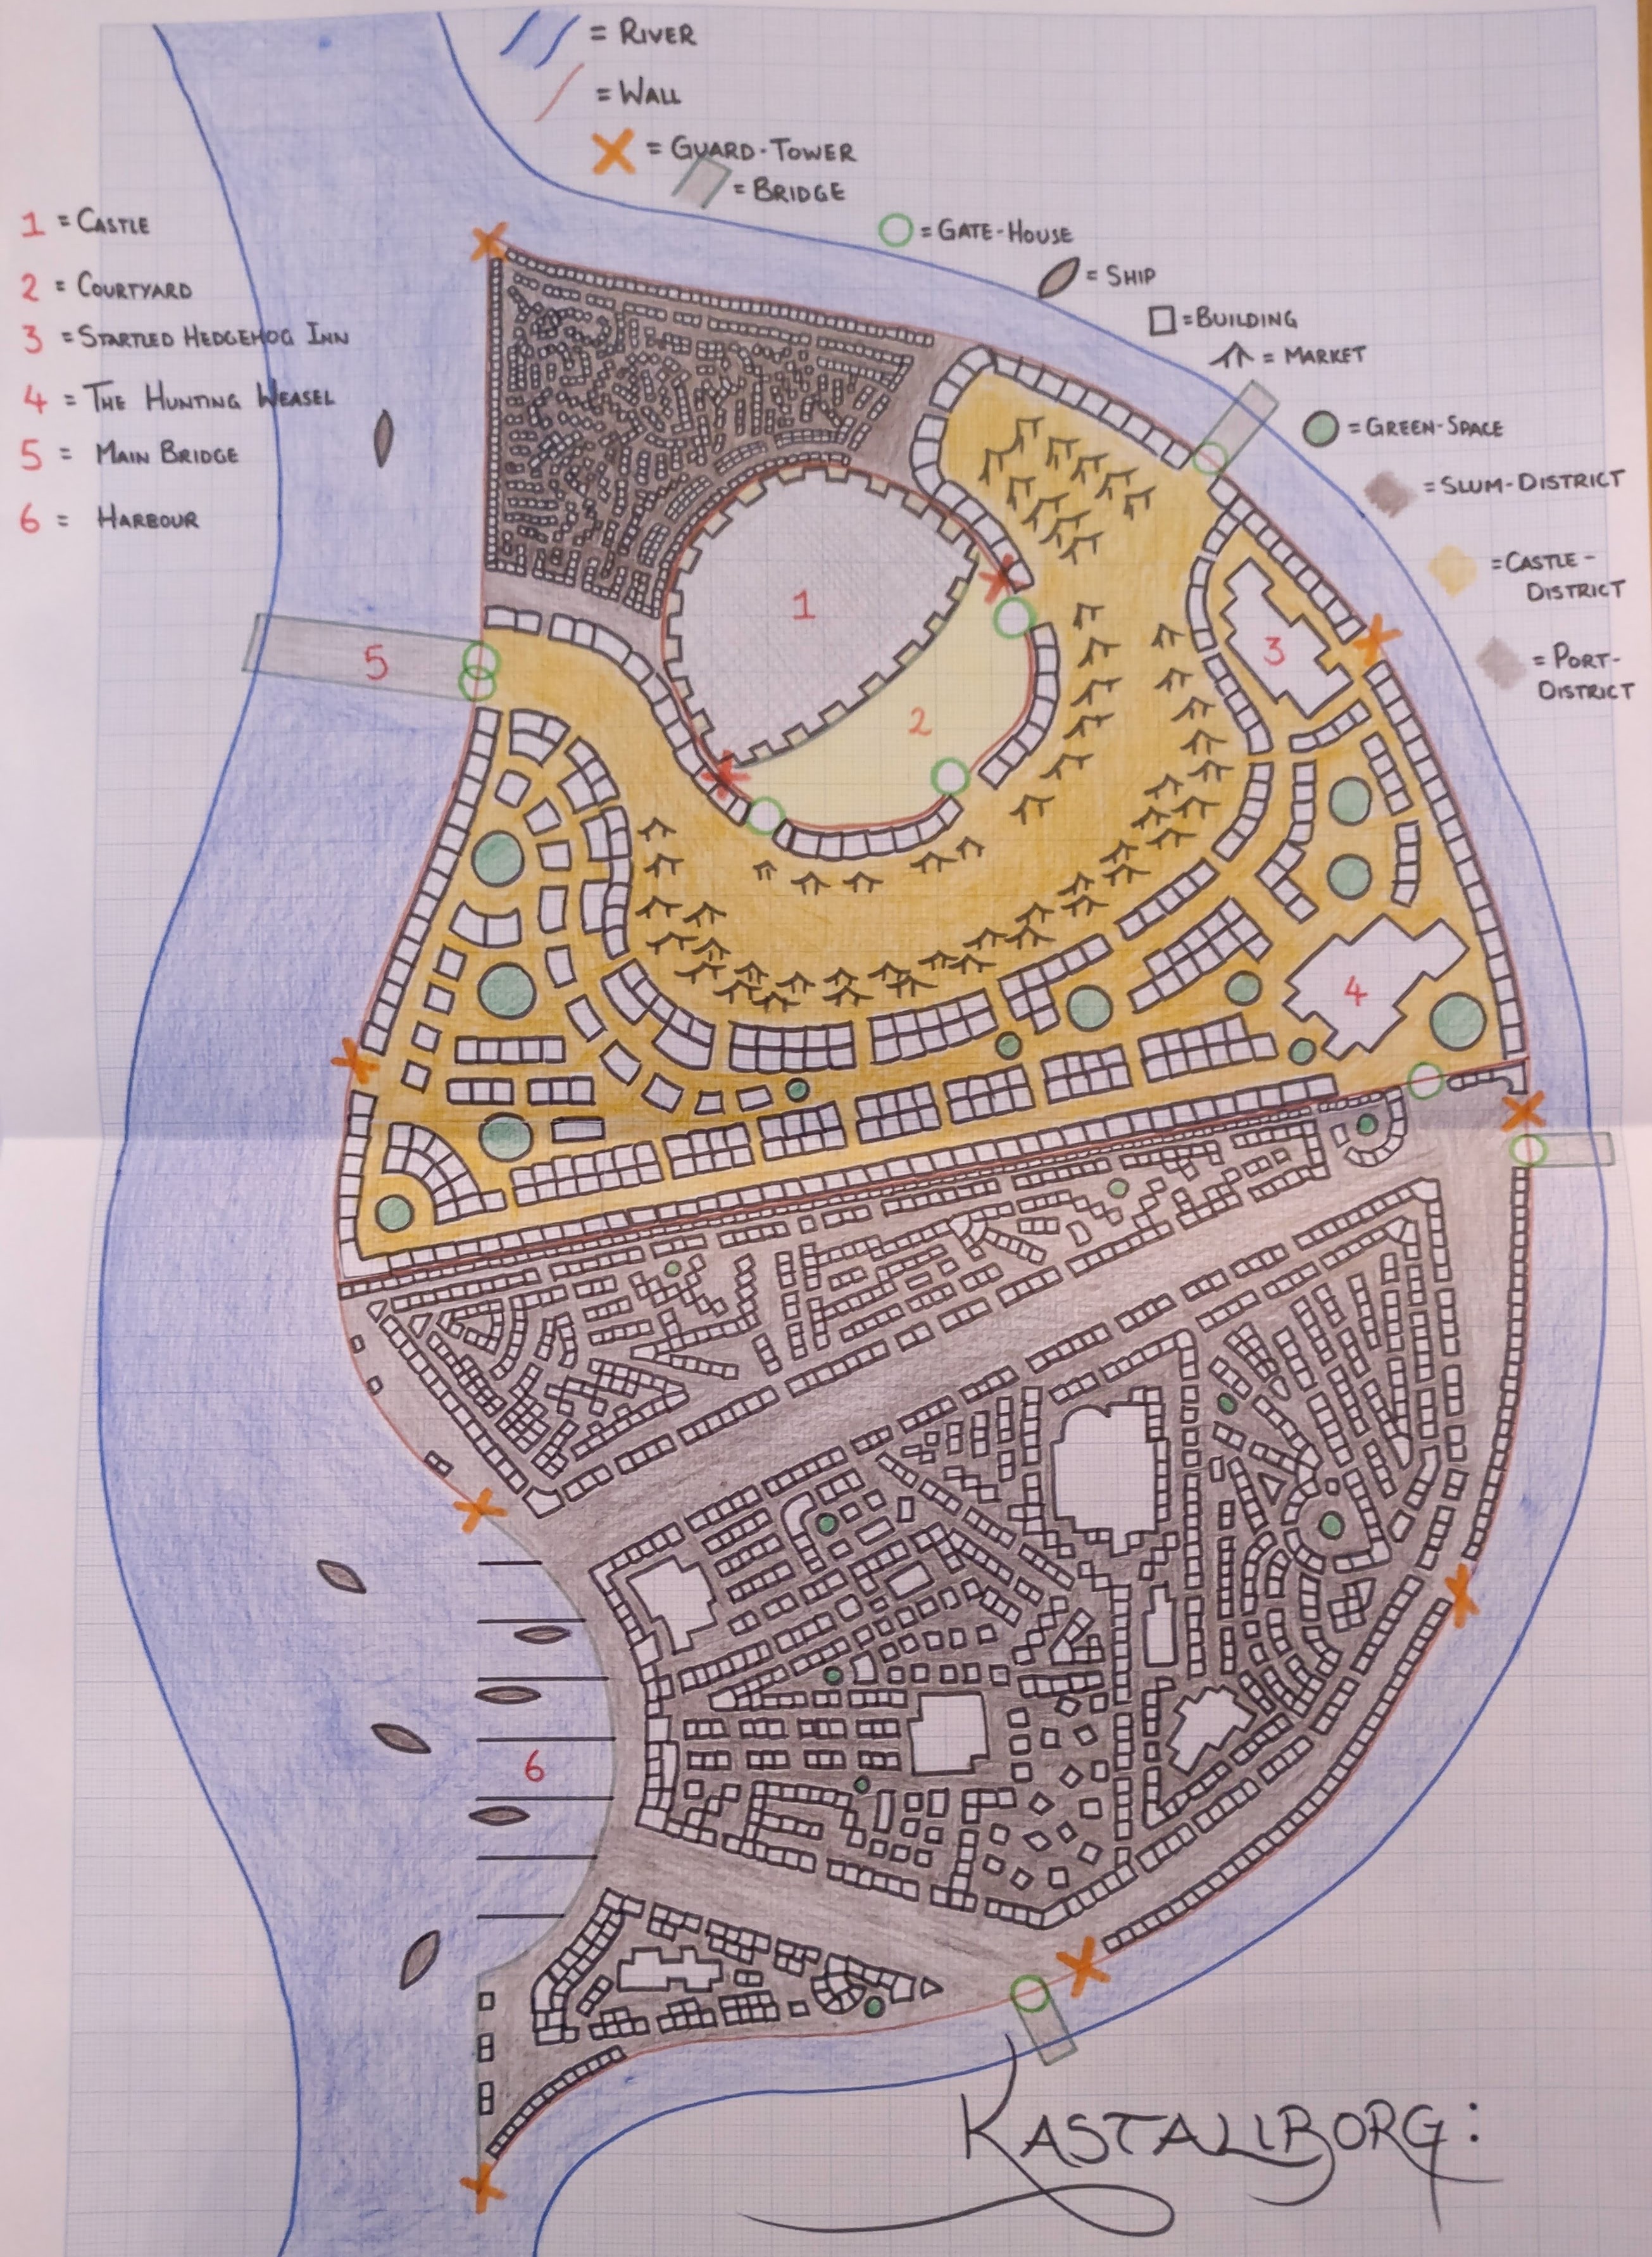 = RIVER
= WALL
= GUARD-TOWER
= BRIDGE
= GATE-HOUSE
= SHIP
= BUILDING
= MARKET
= GREEN-SPACE
= SLUM-DISTRICT
= CASTLE-
DISTRICT
= PORT-
DISTRICT
1 = CASTLE
2 = COURTYARD
3 = STARTLED HEDGEHOG INN
4 = THE HUNTING WEASEL
5 = MAIN BRIDGE
6 = HARBOUR
1
2
3
4
5
6
KASTALLBORG: